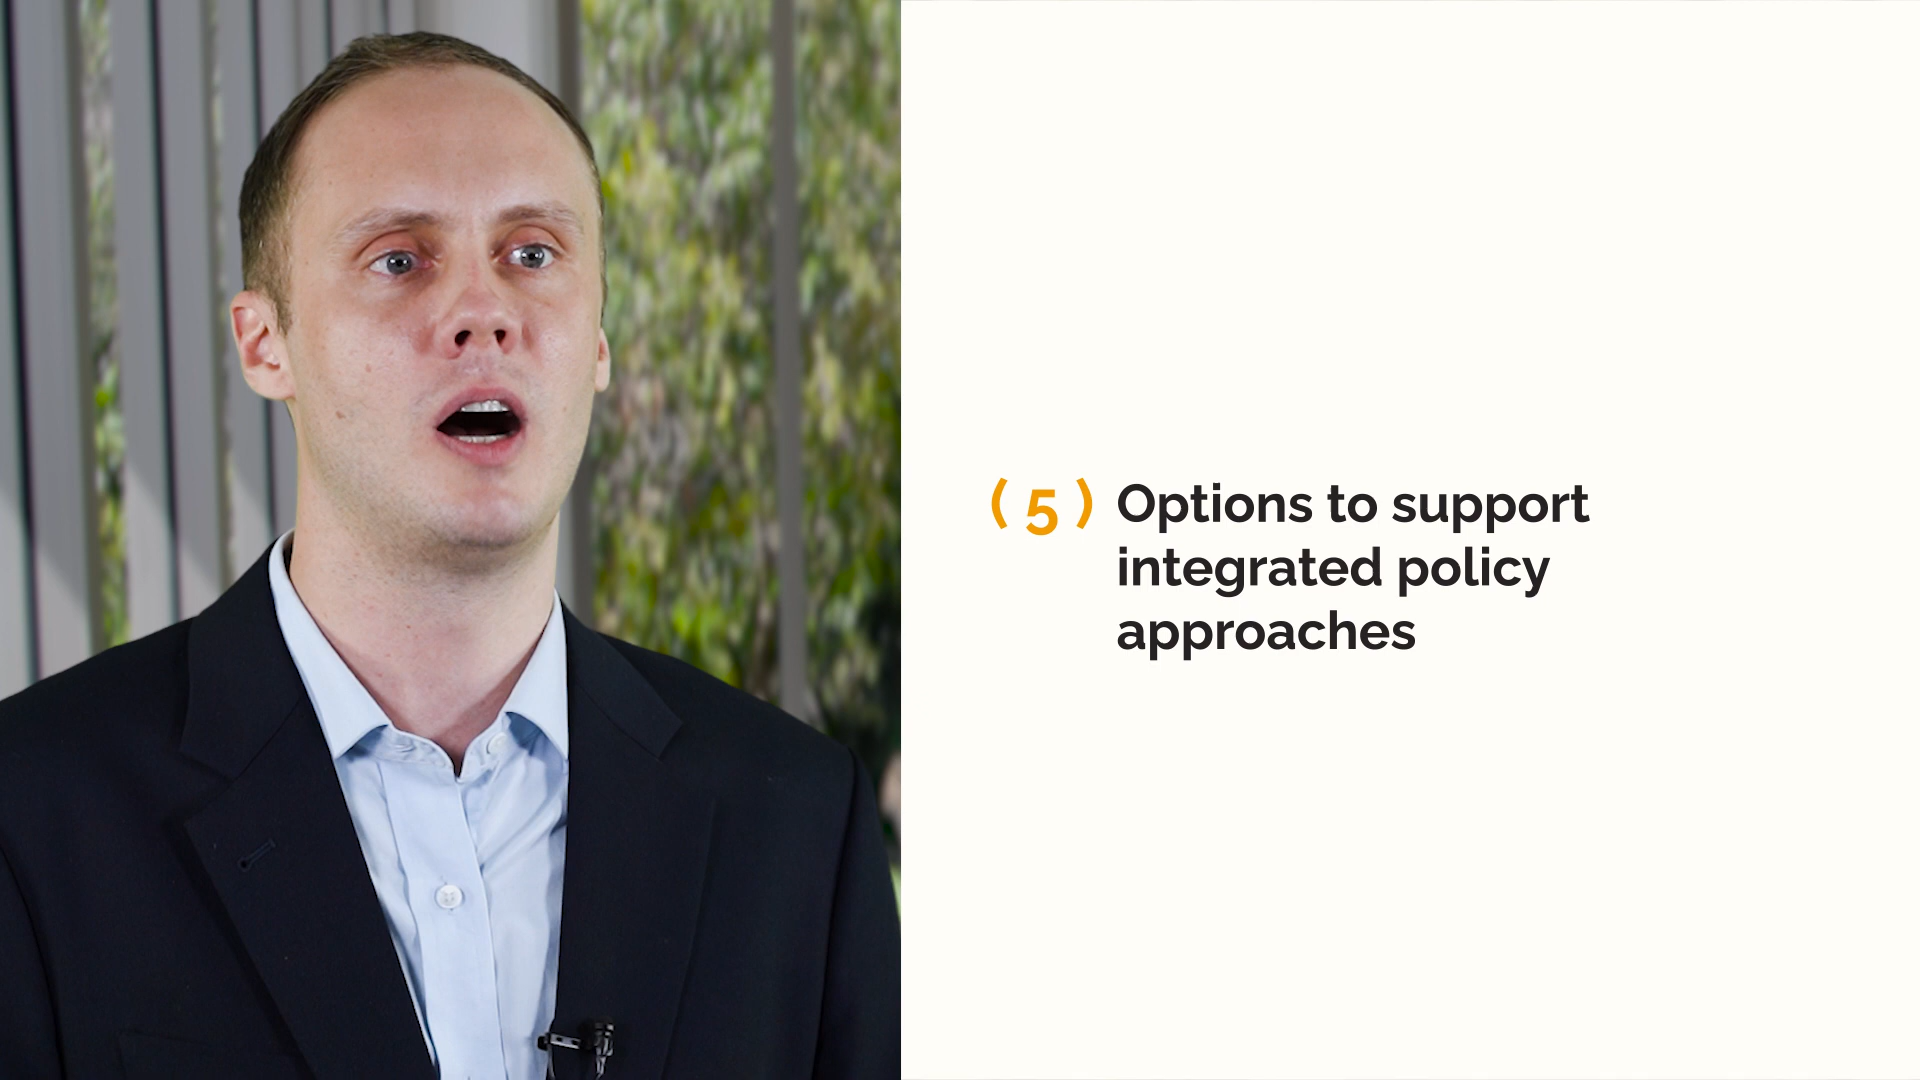 ( 5 ) Options to support
integrated policy
approaches